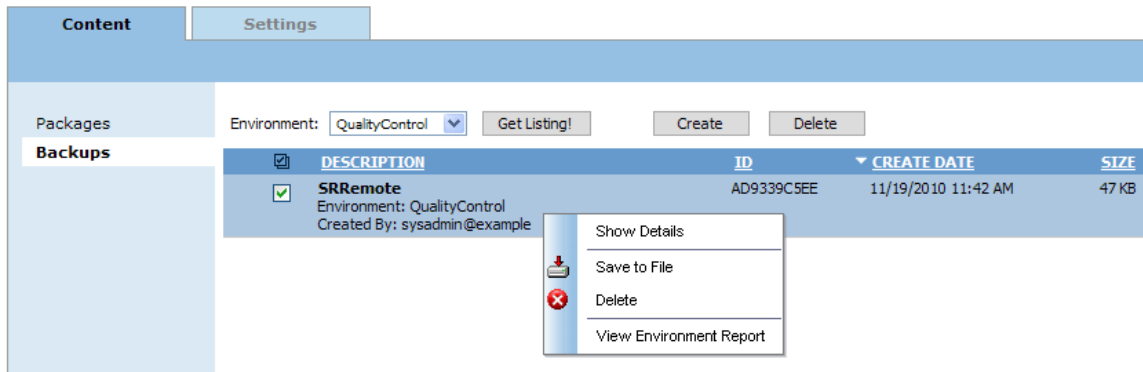 Content Settings
Packages
Backups
Environment: QualityControl Get Listing! Create Delete
DESCRIPTION ID CREATE DATE SIZE
SRRemote AD9339C5EE 11/19/2010 11:42 AM 47 KB
Environment: QualityControl
Created By: sysadmin@example
Show Details
Save to File
Delete
View Environment Report